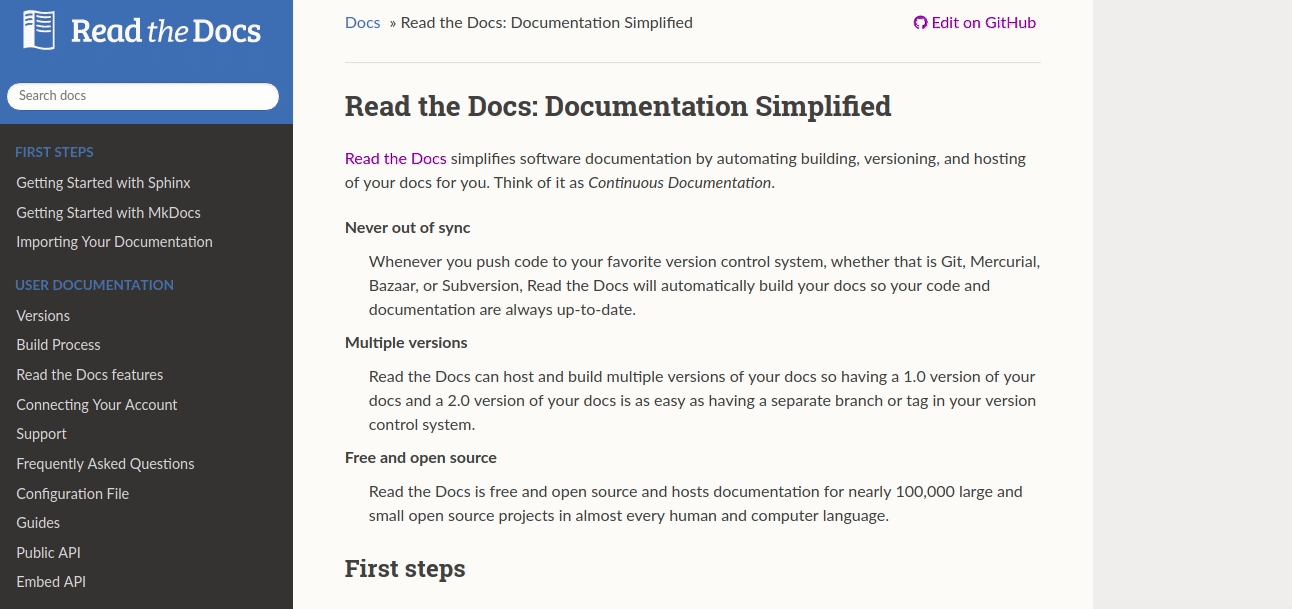 Read the Docs
Search docs
FIRST STEPS
Getting Started with Sphinx
Getting Started with MkDocs
Importing Your Documentation
USER DOCUMENTATION
Versions
Build Process
Read the Docs features
Connecting Your Account
Support
Frequently Asked Questions
Configuration File
Guides
Public API
Embed API
Docs » Read the Docs: Documentation Simplified
Edit on GitHub
Read the Docs: Documentation Simplified
Read the Docs simplifies software documentation by automating building, versioning, and hosting
of your docs for you. Think of it as Continuous Documentation.
Never out of sync
Whenever you push code to your favorite version control system, whether that is Git, Mercurial,
Bazaar, or Subversion, Read the Docs will automatically build your docs so your code and
documentation are always up-to-date.
Multiple versions
Read the Docs can host and build multiple versions of your docs so having a 1.0 version of your
docs and a 2.0 version of your docs is as easy as having a separate branch or tag in your version
control system.
Free and open source
Read the Docs is free and open source and hosts documentation for nearly 100,000 large and
small open source projects in almost every human and computer language.
First steps